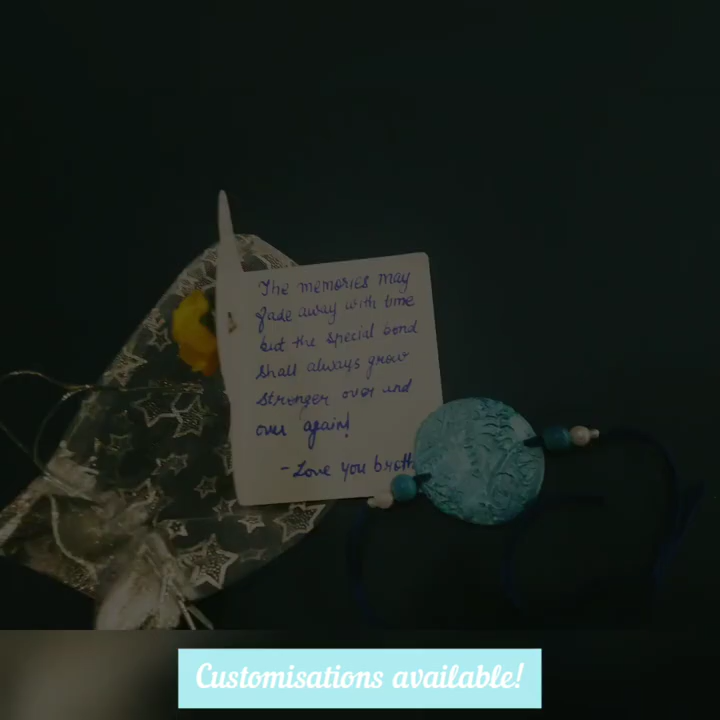 The memories may
fade away with time
but the special bond
shall always grow
stronger over and
over again!
- Love you broth
Customisations available!